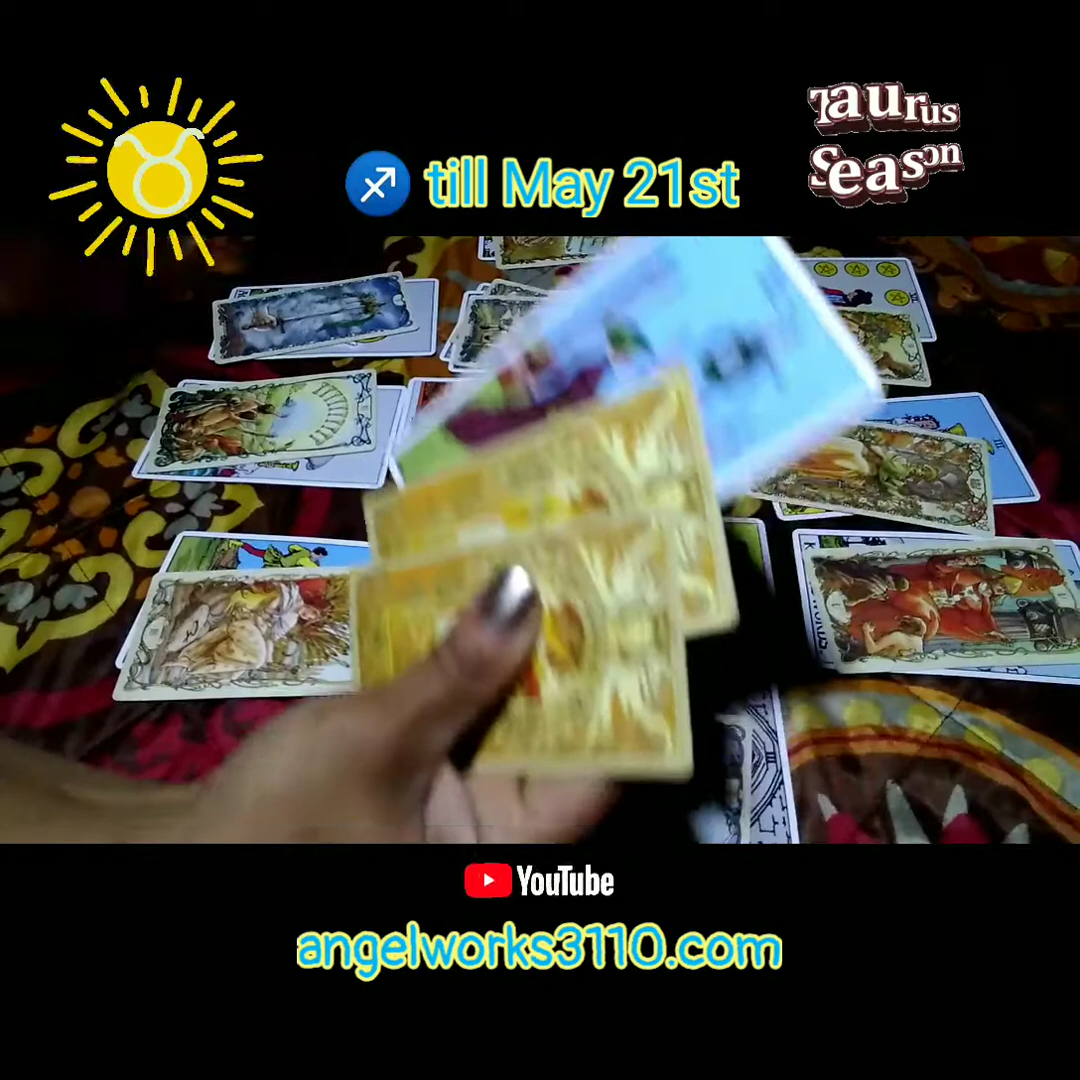 Taurus
Season
♐ till May 21st
YouTube
angelworks3110.com